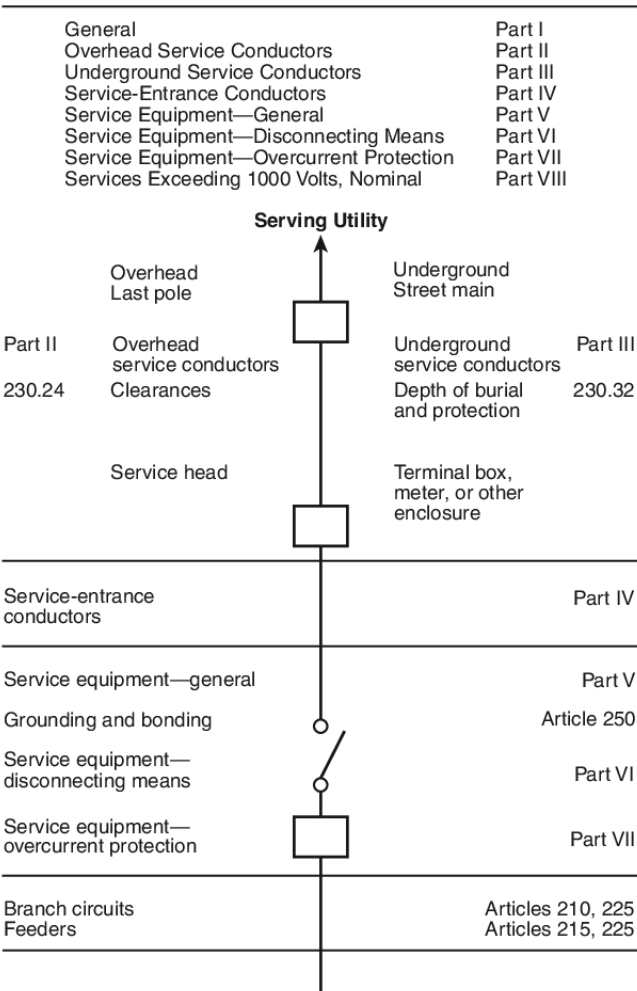 General Part I
Overhead Service Conductors Part II
Underground Service Conductors Part III
Service-Entrance Conductors Part IV
Service Equipment—General Part V
Service Equipment—Disconnecting Means Part VI
Service Equipment—Overcurrent Protection Part VII
Services Exceeding 1000 Volts, Nominal Part VIII
Serving Utility
Overhead
Last pole
Underground
Street main
Part II
Overhead
service conductors
Underground
service conductors
Part III
230.24
Clearances
Depth of burial
and protection
230.32
Service head
Terminal box,
meter, or other
enclosure
Service-entrance
conductors
Part IV
Service equipment—general
Part V
Grounding and bonding
Article 250
Service equipment—
disconnecting means
Part VI
Service equipment—
overcurrent protection
Part VII
Branch circuits Articles 210, 225
Feeders Articles 215, 225